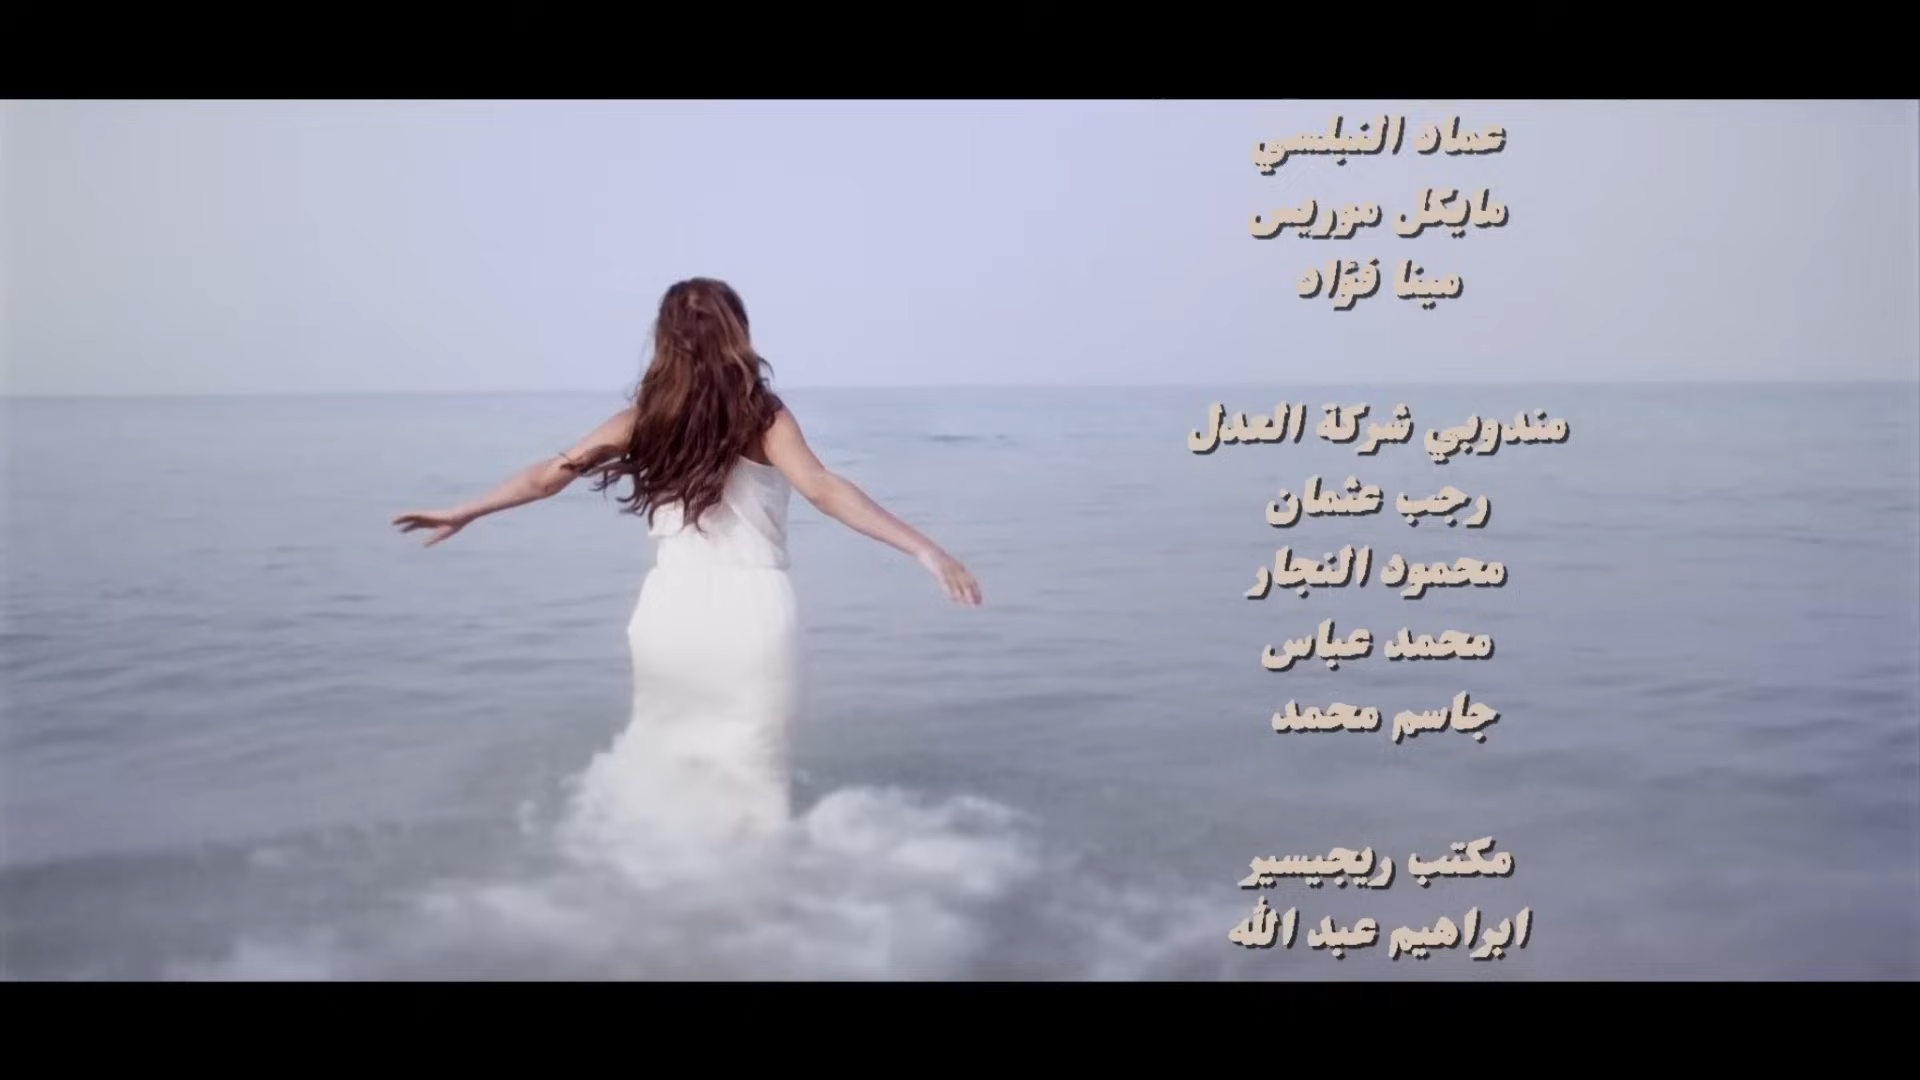 عماد النبلسي
مايكل موريس
مينا فؤاد
مندوبي شركة العدل
رجب عثمان
محمود النجار
محمد عباس
جاسم محمد
مكتب ريجيسير
ابراهيم عبد الله